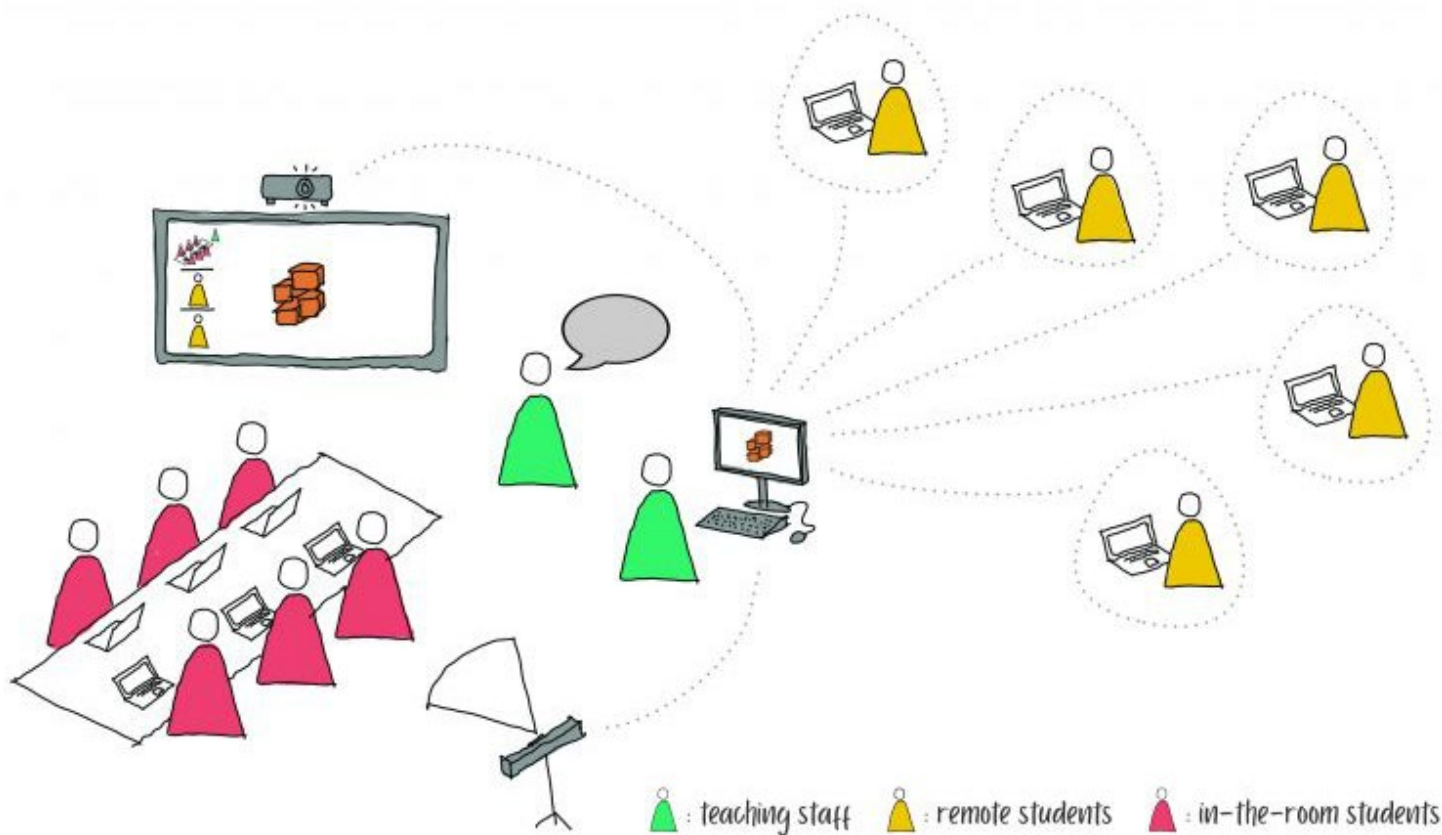 : teaching staff : remote students : in-the-room students